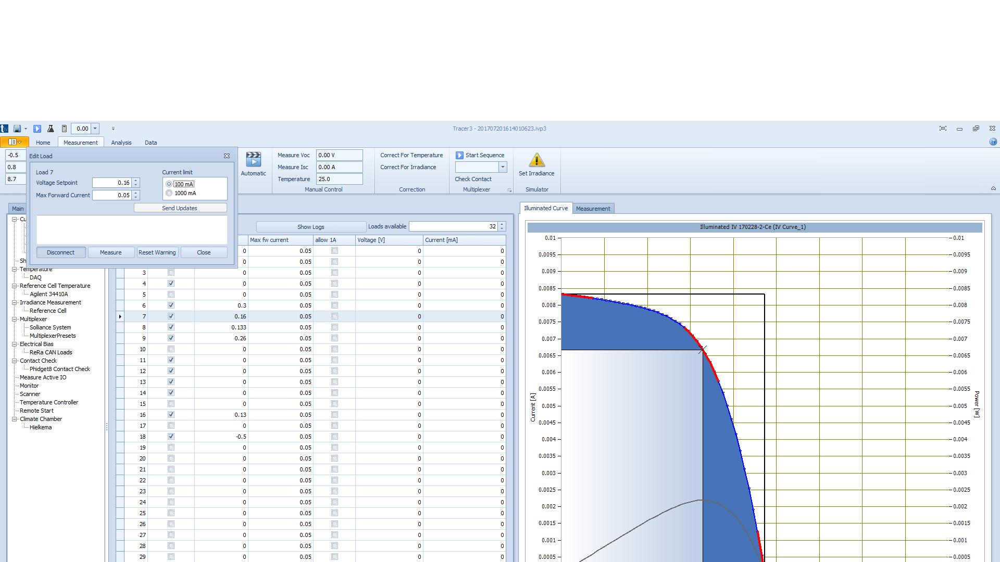 0.00
Tracer3 - 201707201614010623.ivp3
Home
Measurement
Analysis
Data
-0.5
0.8
8.7
Edit Load
Load 7
Voltage Setpoint 0.16
Max Forward Current 0.05
Current limit
100 mA
1000 mA
Send Updates
Disconnect
Measure
Reset Warning
Close
Automatic
Measure Voc 0.00 V
Measure Isc 0.00 A
Temperature 25.0
Manual Control
Correct For Temperature
Correct For Irradiance
Correction
Start Sequence
Check Contact
Multiplexer
Set Irradiance
Simulator
Main
Cu
Sh
Temperature
DAQ
Reference Cell Temperature
Agilent 34410A
Irradiance Measurement
Reference Cell
Multiplexer
Solliance System
MultiplexerPresets
Electrical Bias
ReRa CAN Loads
Contact Check
Phidget8 Contact Check
Measure Active IO
Monitor
Scanner
Temperature Controller
Remote Start
Climate Chamber
Hielkema
Show Logs
Loads available 32
Max fw current allow 1A Voltage [V] Current [mA]
0 0.05 0 0
0 0.05 0 0
3 0 0.05 0 0
4 0 0.05 0 0
5 0 0.05 0 0
6 0.3 0.05 0 0
7 0.16 0.05 0 0
8 0.133 0.05 0 0
9 0.26 0.05 0 0
10 0 0.05 0 0
11 0 0.05 0 0
12 0 0.05 0 0
13 0 0.05 0 0
14 0 0.05 0 0
15 0 0.05 0 0
16 0.13 0.05 0 0
17 0 0.05 0 0
18 -0.5 0.05 0 0
19 0 0.05 0 0
20 0 0.05 0 0
21 0 0.05 0 0
22 0 0.05 0 0
23 0 0.05 0 0
24 0 0.05 0 0
25 0 0.05 0 0
26 0 0.05 0 0
27 0 0.05 0 0
28 0 0.05 0 0
29 0 0.05 0 0
Illuminated Curve
Measurement
Illuminated IV 170228-2-Ce (IV Curve_1)
0.01 0.01
0.0095 0.0095
0.009 0.009
0.0085 0.0085
0.008 0.008
0.0075 0.0075
0.007 0.007
0.0065 0.0065
0.006 0.006
0.0055 0.0055
0.005 0.005
0.0045 0.0045
0.004 0.004
0.0035 0.0035
0.003 0.003
0.0025 0.0025
0.002 0.002
0.0015 0.0015
0.001 0.001
0.0005 0.0005
Current [A]
Power [W]